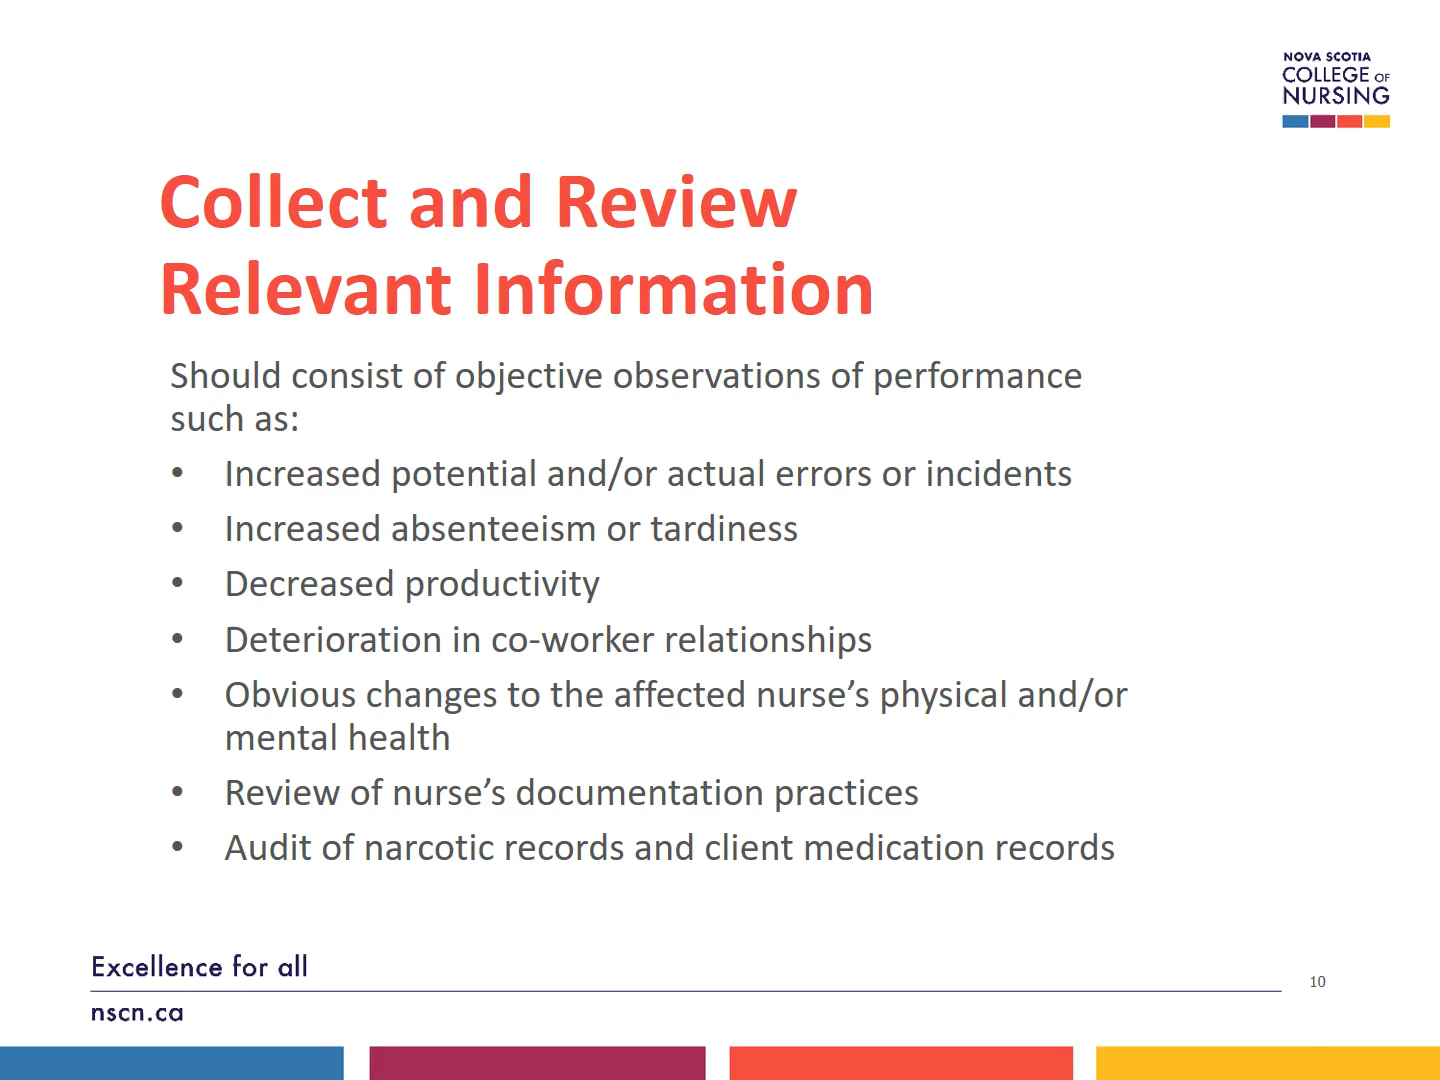 NOVA SCOTIA
COLLEGE OF
NURSING
Collect and Review
Relevant Information
Should consist of objective observations of performance
such as:
• Increased potential and/or actual errors or incidents
• Increased absenteeism or tardiness
• Decreased productivity
• Deterioration in co-worker relationships
• Obvious changes to the affected nurse’s physical and/or
mental health
• Review of nurse’s documentation practices
• Audit of narcotic records and client medication records
Excellence for all
10
nscn.ca